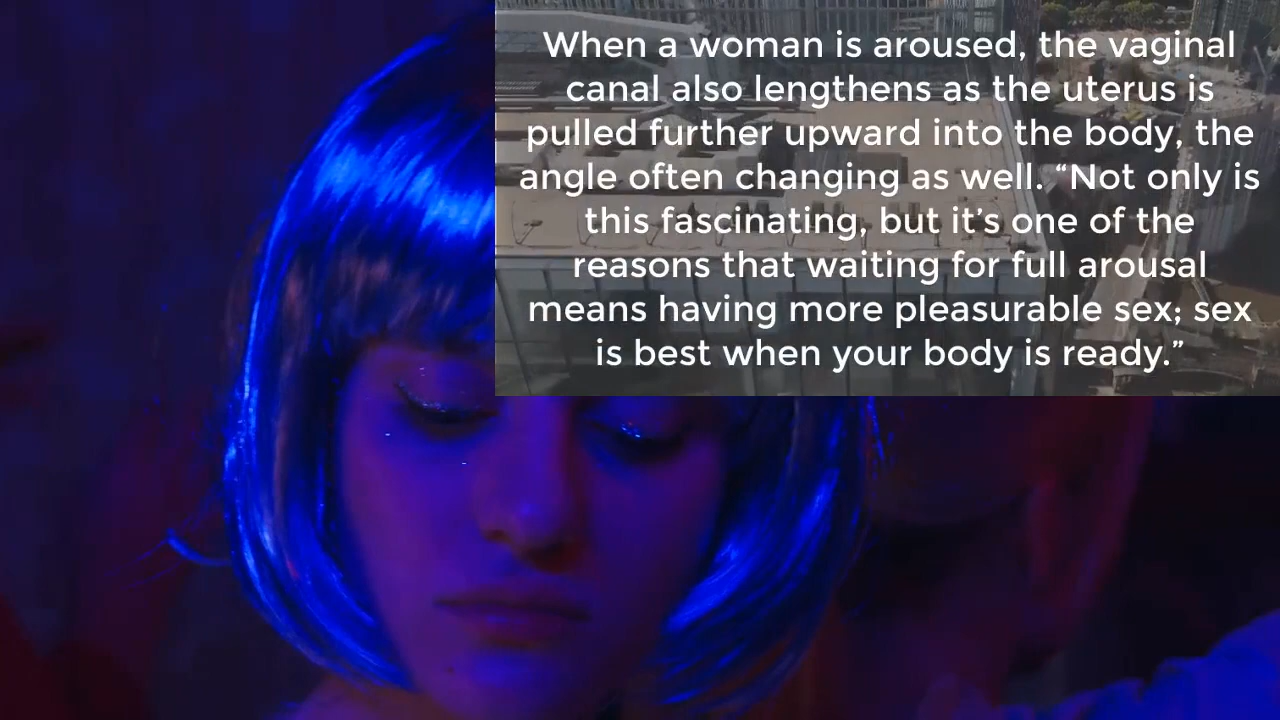 When a woman is aroused, the vaginal
canal also lengthens as the uterus is
pulled further upward into the body, the
angle often changing as well. “Not only is
this fascinating, but it’s one of the
reasons that waiting for full arousal
means having more pleasurable sex; sex
is best when your body is ready.”